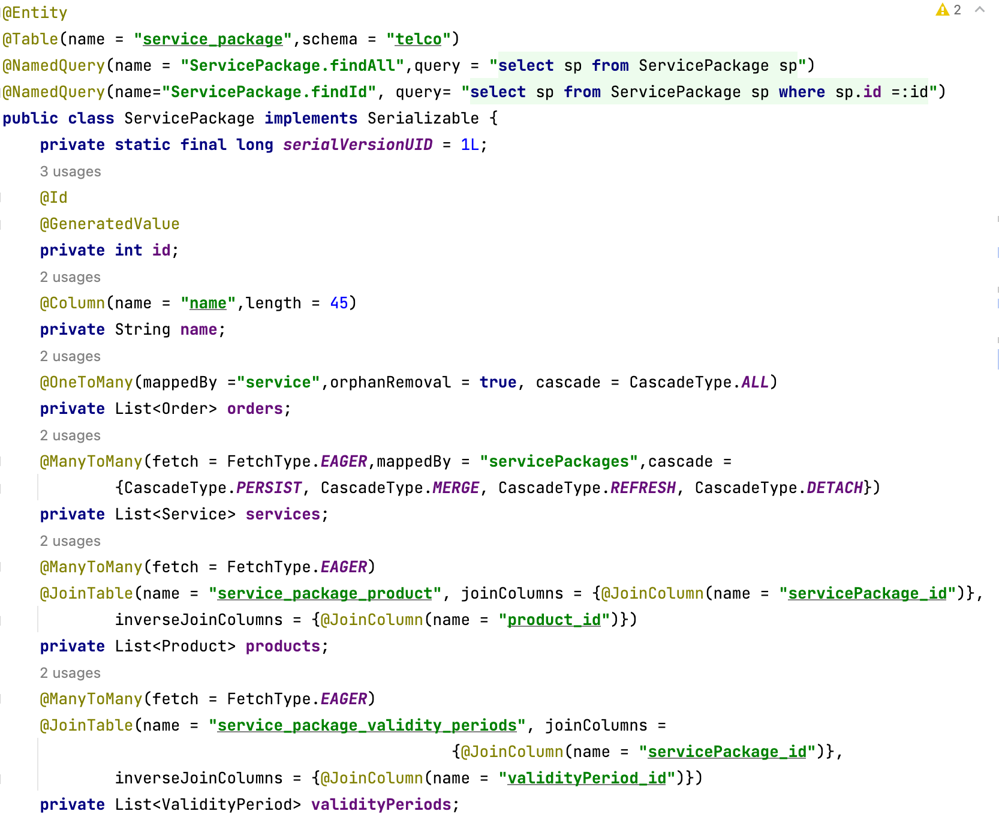 @Entity
2
@Table(name = "service_package",schema = "telco")
@NamedQuery(name = "ServicePackage.findAll",query = "select sp from ServicePackage sp")
@NamedQuery(name="ServicePackage.findId", query= "select sp from ServicePackage sp where sp.id =:id")
public class ServicePackage implements Serializable {
    private static final long serialVersionUID = 1L;
    3 usages
    @Id
    @GeneratedValue
    private int id;
    2 usages
    @Column(name = "name",length = 45)
    private String name;
    2 usages
    @OneToMany(mappedBy ="service",orphanRemoval = true, cascade = CascadeType.ALL)
    private List<Order> orders;
    2 usages
    @ManyToMany(fetch = FetchType.EAGER,mappedBy = "servicePackages",cascade =
            {CascadeType.PERSIST, CascadeType.MERGE, CascadeType.REFRESH, CascadeType.DETACH})
    private List<Service> services;
    2 usages
    @ManyToMany(fetch = FetchType.EAGER)
    @JoinTable(name = "service_package_product", joinColumns = {@JoinColumn(name = "servicePackage_id")},
            inverseJoinColumns = {@JoinColumn(name = "product_id")})
    private List<Product> products;
    2 usages
    @ManyToMany(fetch = FetchType.EAGER)
    @JoinTable(name = "service_package_validity_periods", joinColumns =
                                                {@JoinColumn(name = "servicePackage_id")},
            inverseJoinColumns = {@JoinColumn(name = "validityPeriod_id")})
    private List<ValidityPeriod> validityPeriods;